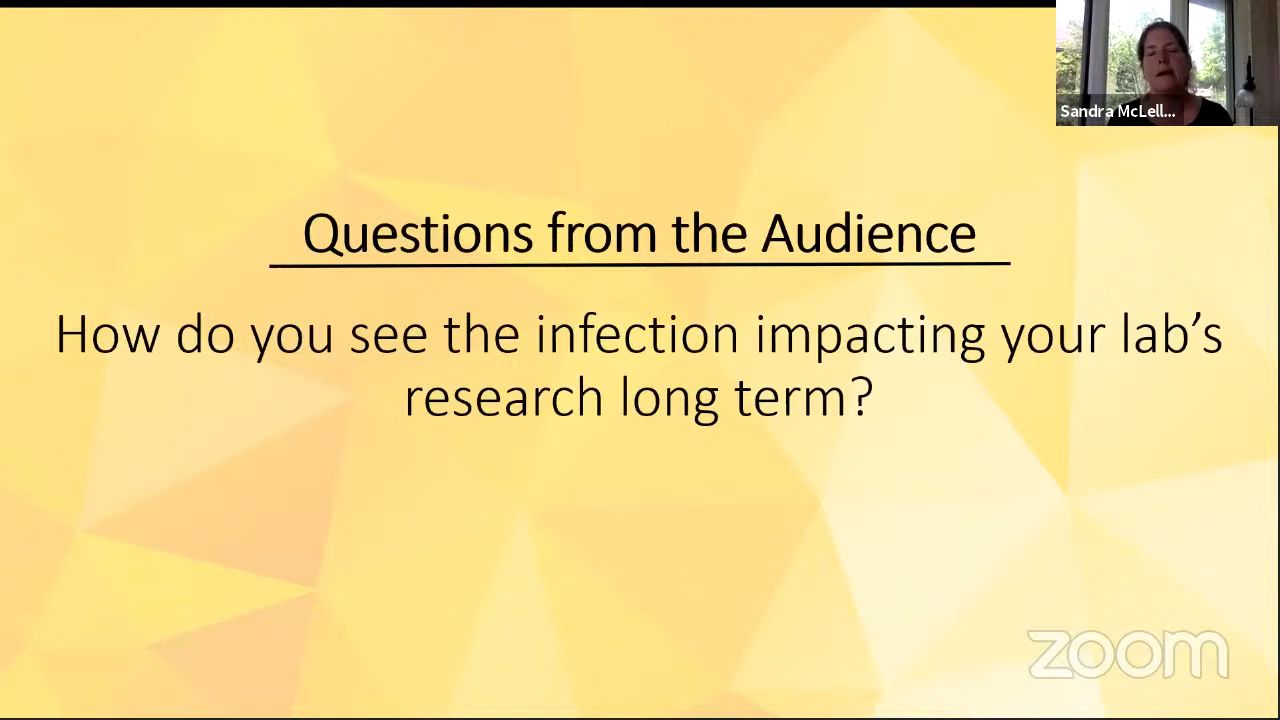 Sandra McLell...
Questions from the Audience
How do you see the infection impacting your lab’s
research long term?
zoom